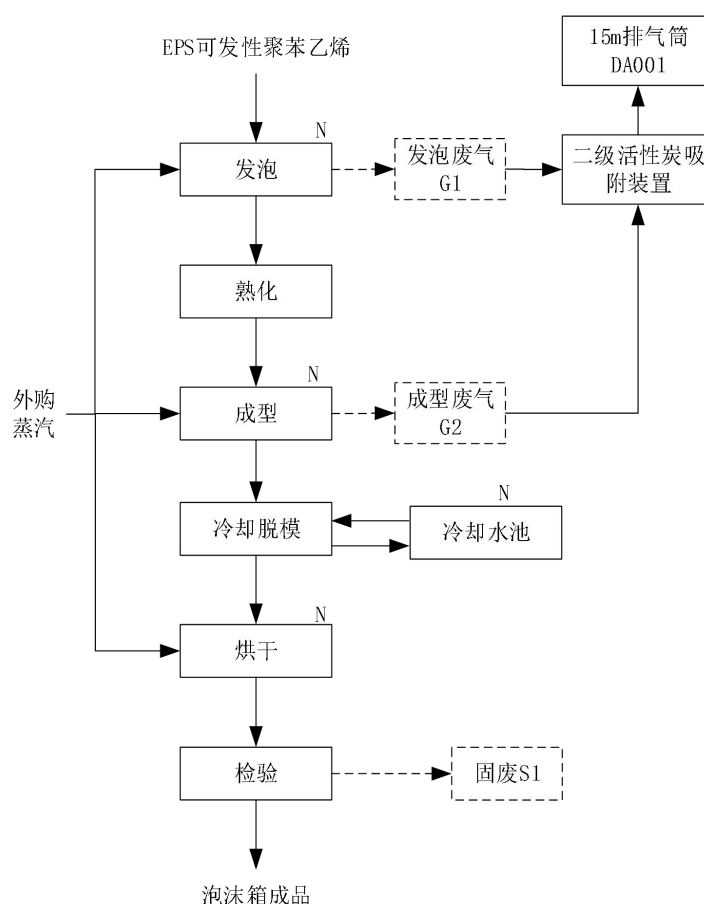 EPS可发性聚苯乙烯
15m排气筒
DA001
N
发泡
发泡废气
G1
二级活性炭吸
附装置
熟化
N
外购
蒸汽
成型
成型废气
G2
N
冷却脱模
冷却水池
N
烘干
检验
固废S1
泡沫箱成品